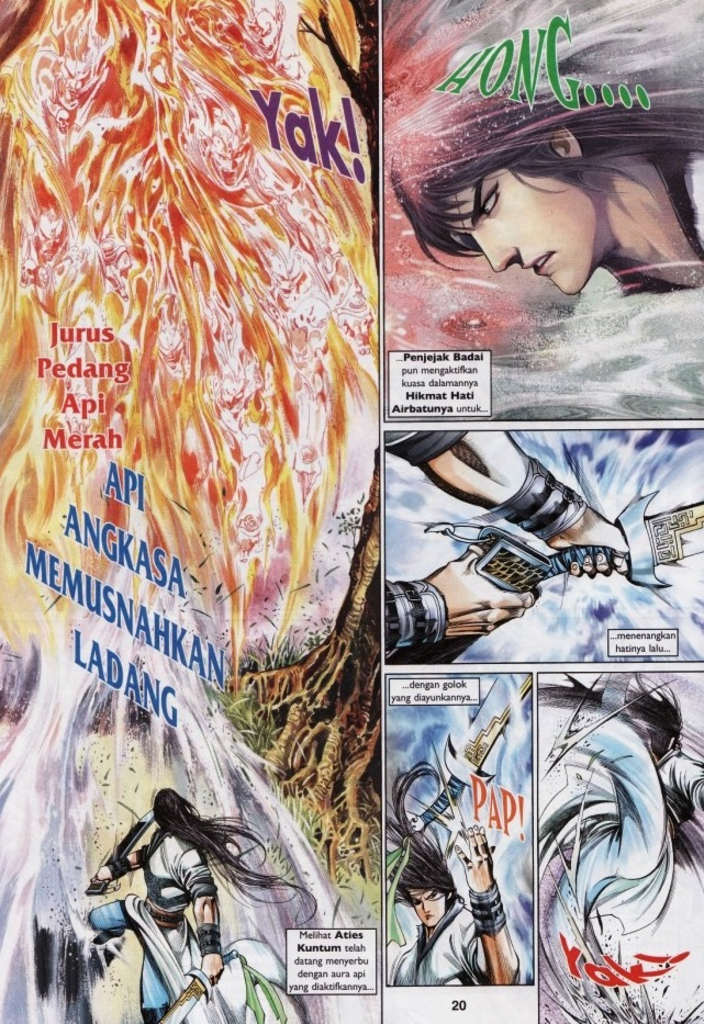 Yak!
Jurus
Pedang
Api
Merah
API
ANGKASA
MEMUSNAHKAN
LADANG
Melihat Aties
Kuntum telah
datang menyerbu
dengan aura api
yang diaktifkannya...
HONG....
...Penjejak Badai
pun mengaktifkan
kuasa dalamannya
Hikmat Hati
Airbatunya untuk...
...menenangkan
hatinya lalu...
...dengan golok
yang diayunkannya...
PAP!
Yak!
20